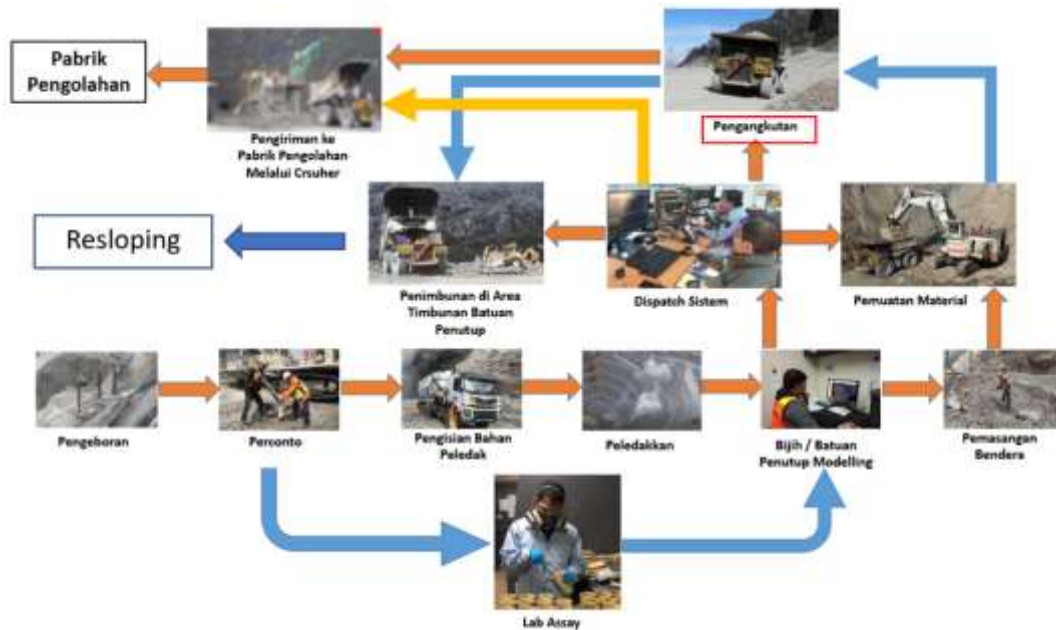 Pabrik
Pengolahan
Pengiriman ke
Pabrik Pengolahan
Melalui Crsuher
Pengangkutan
Resloping
Penimbunan di Area
Timbunan Batuan
Penutup
Dispatch Sistem
Pemuatan Material
Pengeboran
Perconto
Pengisian Bahan
Peledak
Peledakkan
Bijih / Batuan
Penutup Modelling
Pemasangan
Bendera
Lab Assay